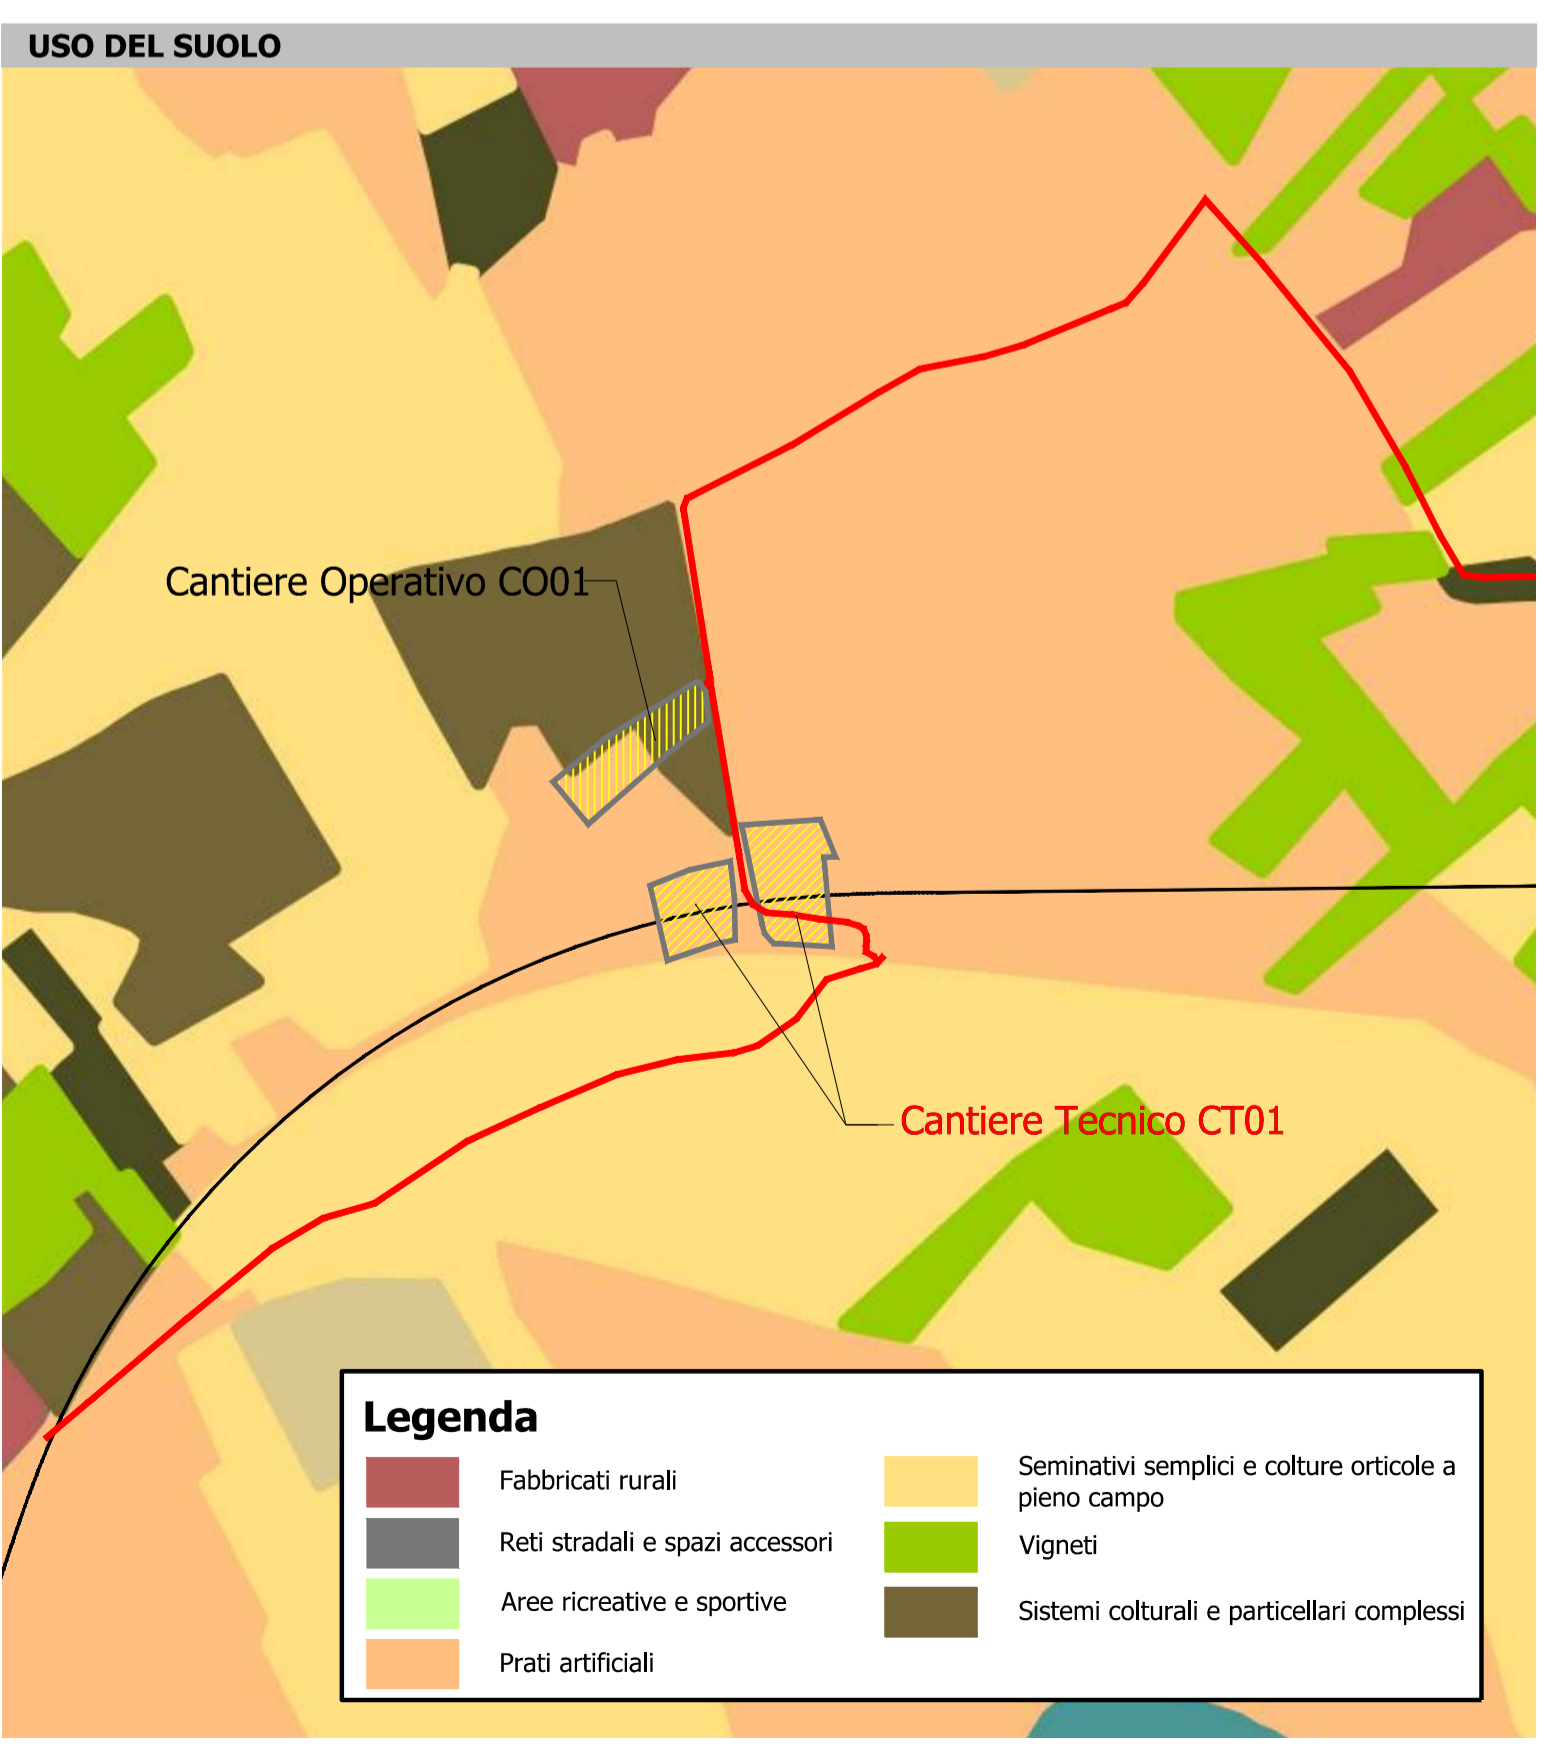 USO DEL SUOLO
Cantiere Operativo CO01
Cantiere Tecnico CT01
Legenda
Fabbricati rurali
Reti stradali e spazi accessori
Aree ricreative e sportive
Prati artificiali
Seminativi semplici e colture orticole a
pieno campo
Vigneti
Sistemi colturali e particellari complessi